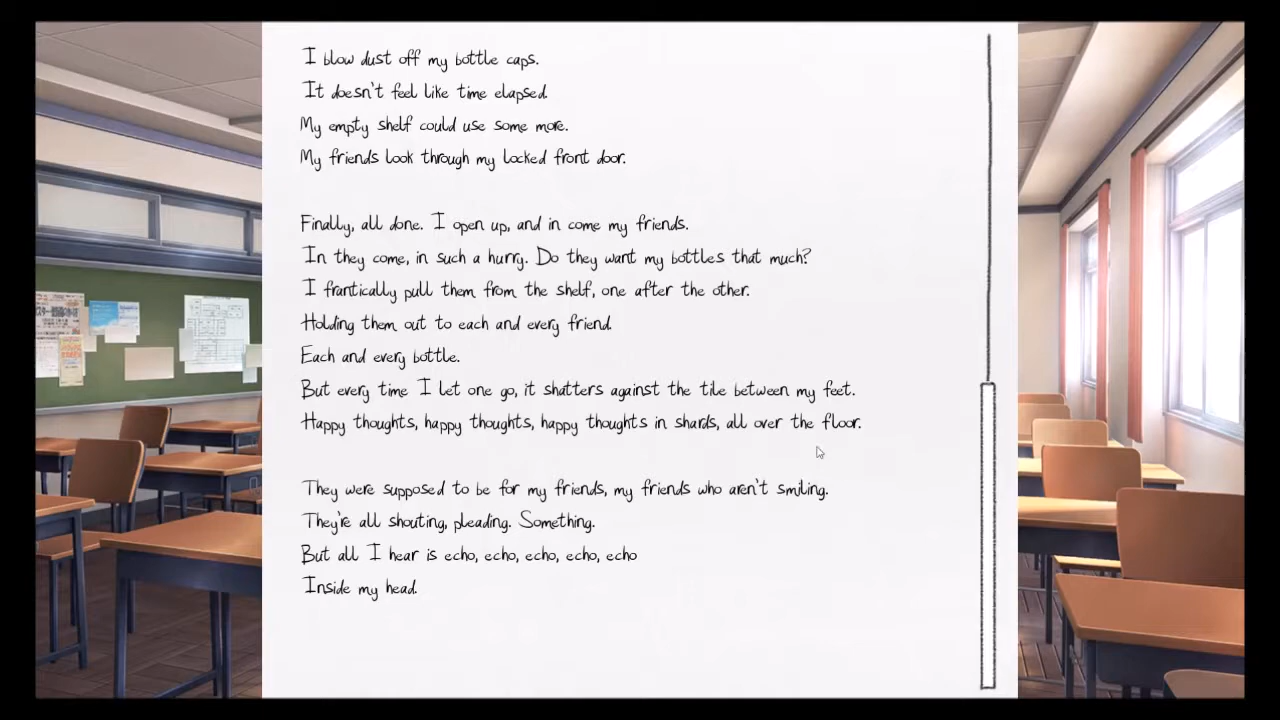 I blow dust off my bottle caps.
It doesn't feel like time elapsed.
My empty shelf could use some more.
My friends look through my locked front door.
Finally, all done. I open up, and in come my friends.
In they come, in such a hurry. Do they want my bottles that much?
I frantically pull them from the shelf, one after the other.
Holding them out to each and every friend.
Each and every bottle.
But every time I let one go, it shatters against the tile between my feet.
Happy thoughts, happy thoughts, happy thoughts in shards, all over the floor.
They were supposed to be for my friends, my friends who aren't smiling.
They're all shouting, pleading. Something.
But all I hear is echo, echo, echo, echo, echo
Inside my head.